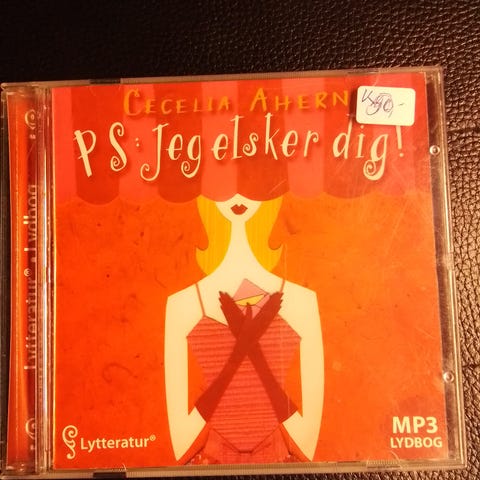 CECELIA AHERN
PS: Jeg elsker dig!
Lytteratur® • Lydbog
Lytteratur®
MP3
LYDBOG